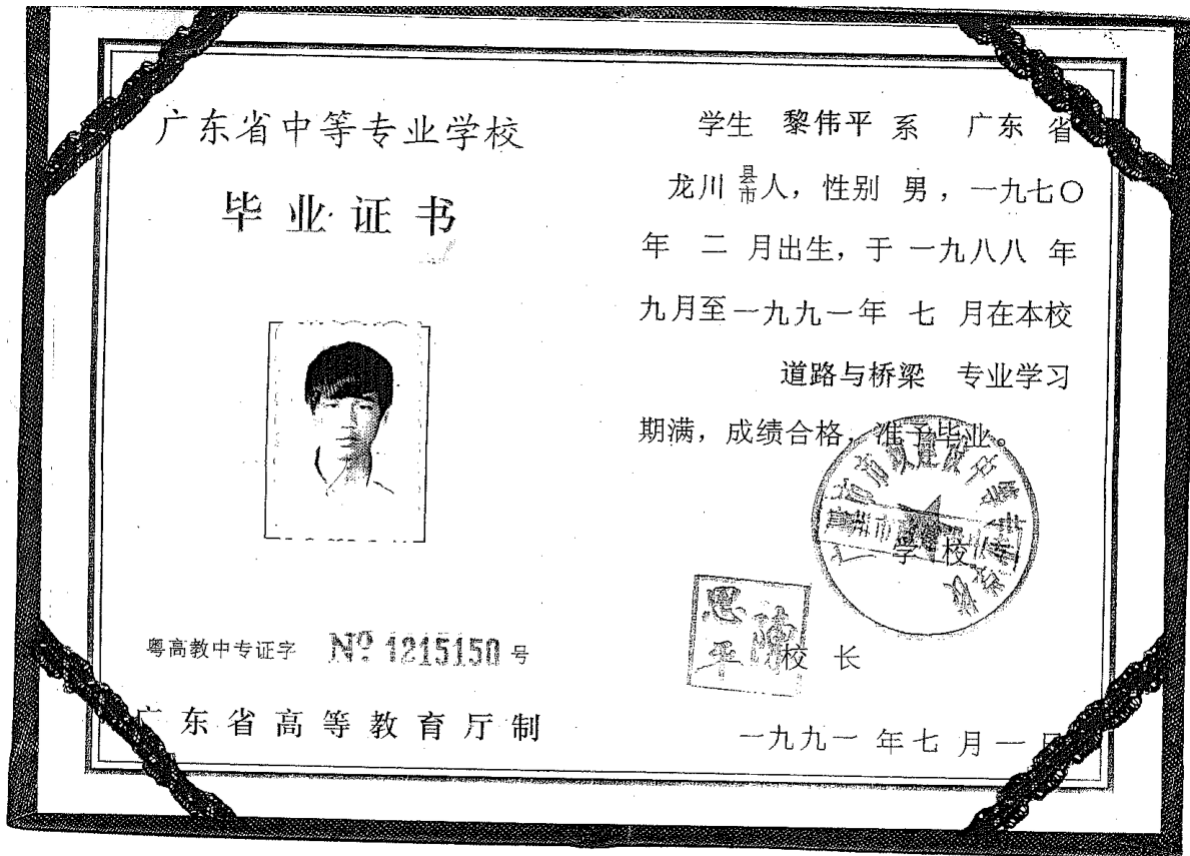 广东省中等专业学校
毕业证书
粤高教中专证字 Nº 1215150 号
广东省高等教育厅制
学生 黎伟平 系 广东 省
龙川 县市人，性别 男，一九七〇
年 二 月出生，于 一九八八 年
九月至一九九一年 七 月在本校
道路与桥梁 专业学习
期满，成绩合格，准予毕业。
学校
陈思平
校 长
一九九一 年 七 月 一 日